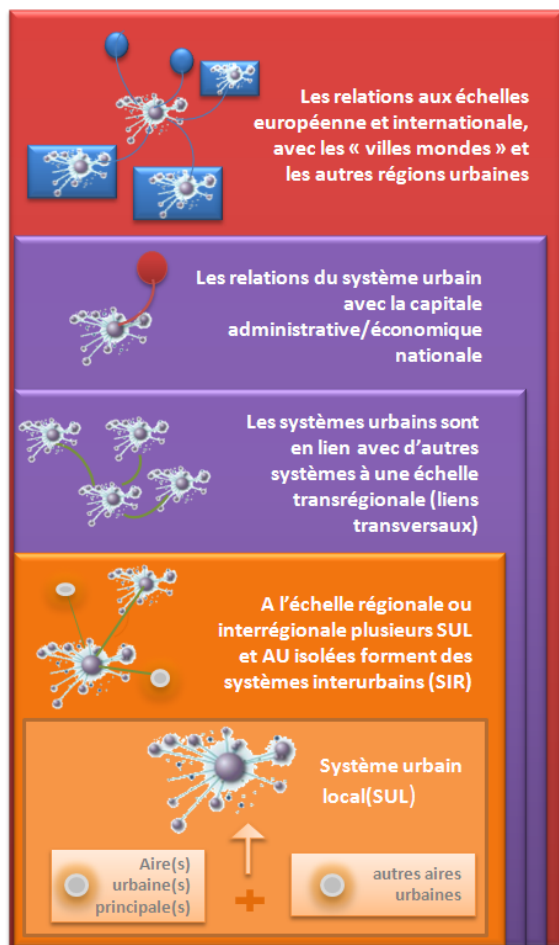 Les relations aux échelles
européenne et internationale,
avec les « villes mondes » et
les autres régions urbaines
Les relations du système urbain
avec la capitale
administrative/économique
nationale
Les systèmes urbains sont
en lien avec d'autres
systèmes à une échelle
transrégionale (liens
transversaux)
A l'échelle régionale ou
interrégionale plusieurs SUL
et AU isolées forment des
systèmes interurbains (SIR)
Système urbain
local(SUL)
Aire(s)
urbaine(s)
principale(s)
+
autres aires
urbaines